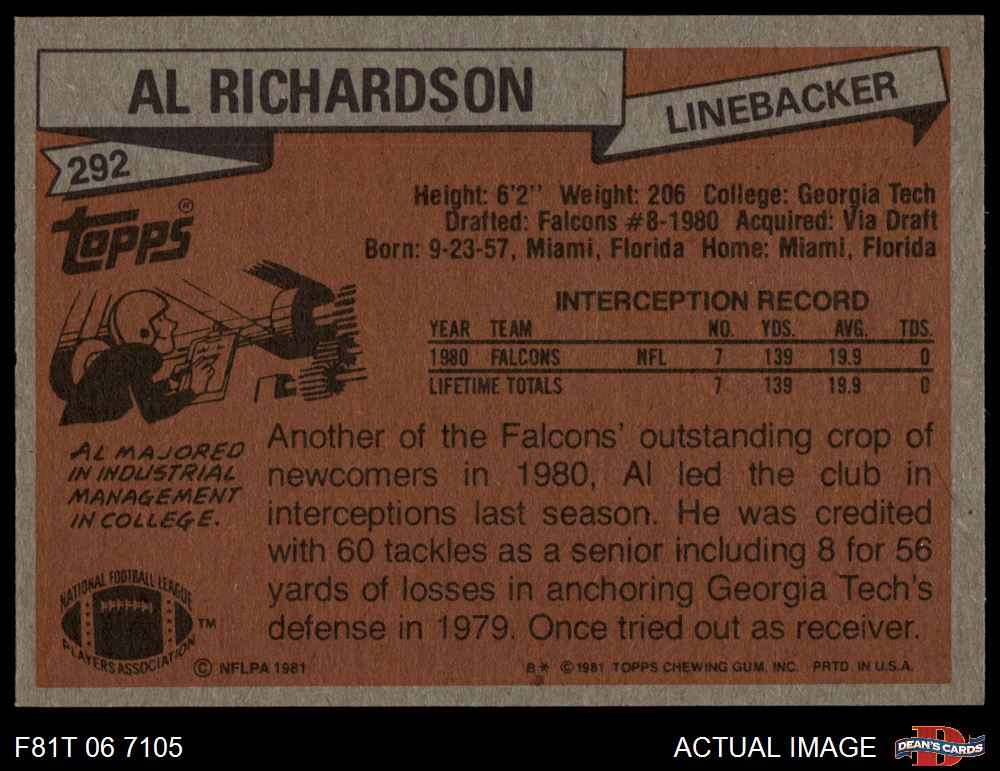 AL RICHARDSON
LINEBACKER
292
Topps®
Height: 6'2'' Weight: 206 College: Georgia Tech
Drafted: Falcons #8-1980 Acquired: Via Draft
Born: 9-23-57, Miami, Florida Home: Miami, Florida
INTERCEPTION RECORD
YEAR TEAM NO. YDS. AVG. TDS.
1980 FALCONS NFL 7 139 19.9 0
LIFETIME TOTALS 7 139 19.9 0
AL MAJORED
IN INDUSTRIAL
MANAGEMENT
IN COLLEGE.
Another of the Falcons' outstanding crop of
newcomers in 1980, Al led the club in
interceptions last season. He was credited
with 60 tackles as a senior including 8 for 56
yards of losses in anchoring Georgia Tech's
defense in 1979. Once tried out as receiver.
NATIONAL FOOTBALL LEAGUE
PLAYERS ASSOCIATION
TM
© NFLPA 1981
B* © 1981 TOPPS CHEWING GUM, INC. PRTD. IN U.S.A.
F81T 06 7105
ACTUAL IMAGE
D
DEAN'S CARDS